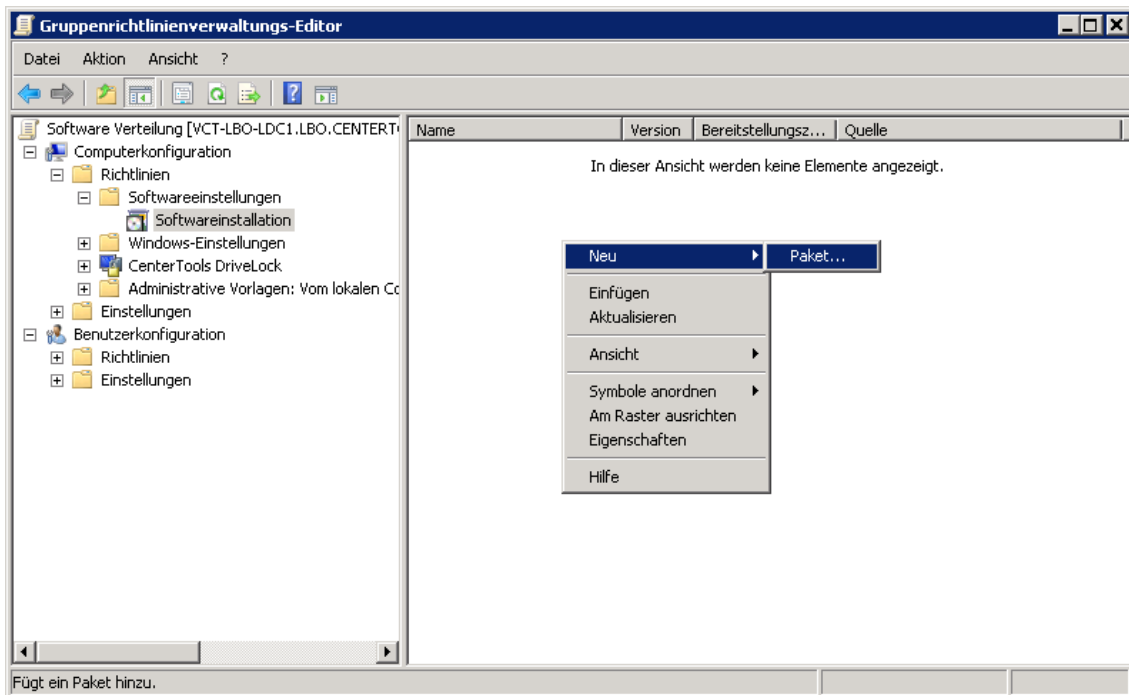 Gruppenrichtlinienverwaltungs-Editor
Datei Aktion Ansicht ?
Software Verteilung [VCT-LBO-LDC1.LBO.CENTERT
Computerkonfiguration
Richtlinien
Softwareeinstellungen
Softwareinstallation
Windows-Einstellungen
CenterTools DriveLock
Administrative Vorlagen: Vom lokalen Co
Einstellungen
Benutzerkonfiguration
Richtlinien
Einstellungen
Name Version Bereitstellungsz... Quelle
In dieser Ansicht werden keine Elemente angezeigt.
Neu Paket...
Einfügen
Aktualisieren
Ansicht
Symbole anordnen
Am Raster ausrichten
Eigenschaften
Hilfe
Fügt ein Paket hinzu.